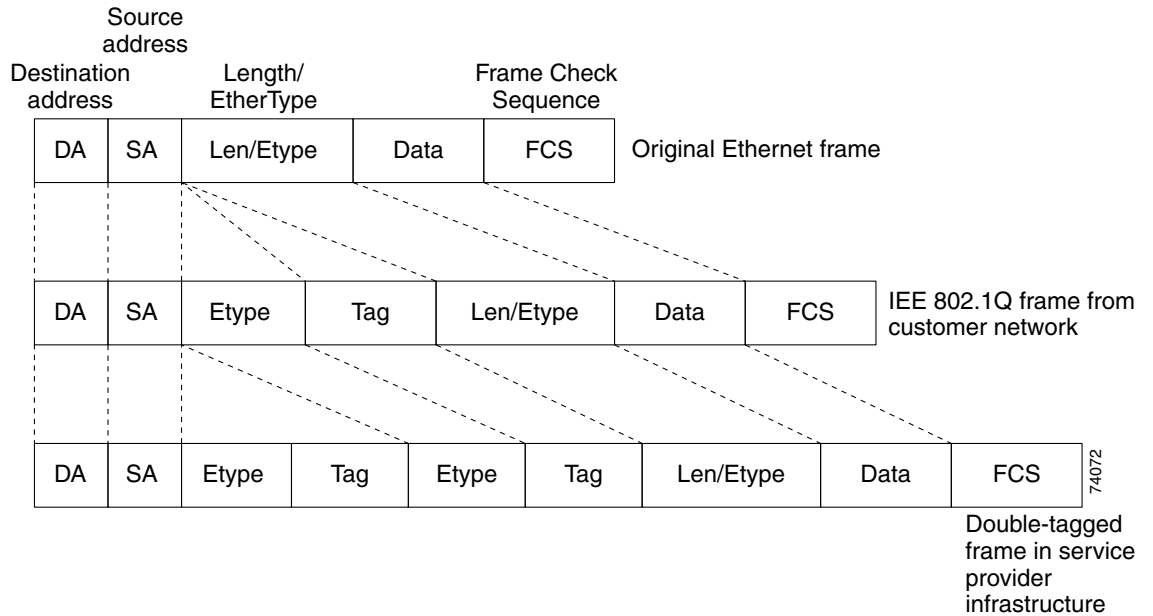 Source
address
Destination
address
Length/
EtherType
Frame Check
Sequence
DA SA Len/Etype Data FCS
Original Ethernet frame
DA SA Etype Tag Len/Etype Data FCS
IEE 802.1Q frame from
customer network
DA SA Etype Tag Etype Tag Len/Etype Data FCS
74072
Double-tagged
frame in service
provider
infrastructure